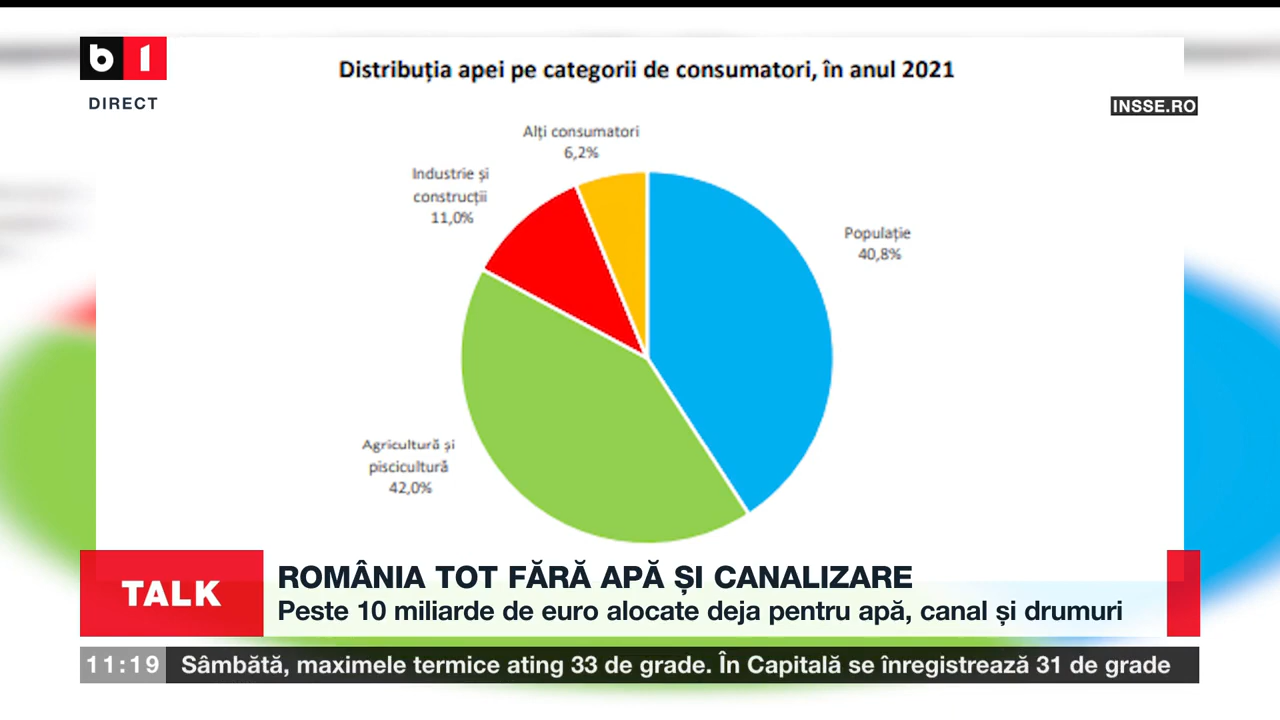 b1
DIRECT
Distribuția apei pe categorii de consumatori, în anul 2021
INSSE.RO
Alți consumatori
6,2%
Industrie și
construcții
11,0%
Populație
40,8%
Agricultură și
piscicultură
42,0%
TALK
ROMÂNIA TOT FĂRĂ APĂ ȘI CANALIZARE
Peste 10 miliarde de euro alocate deja pentru apă, canal și drumuri
11:19 Sâmbătă, maximele termice ating 33 de grade. În Capitală se înregistrează 31 de grade